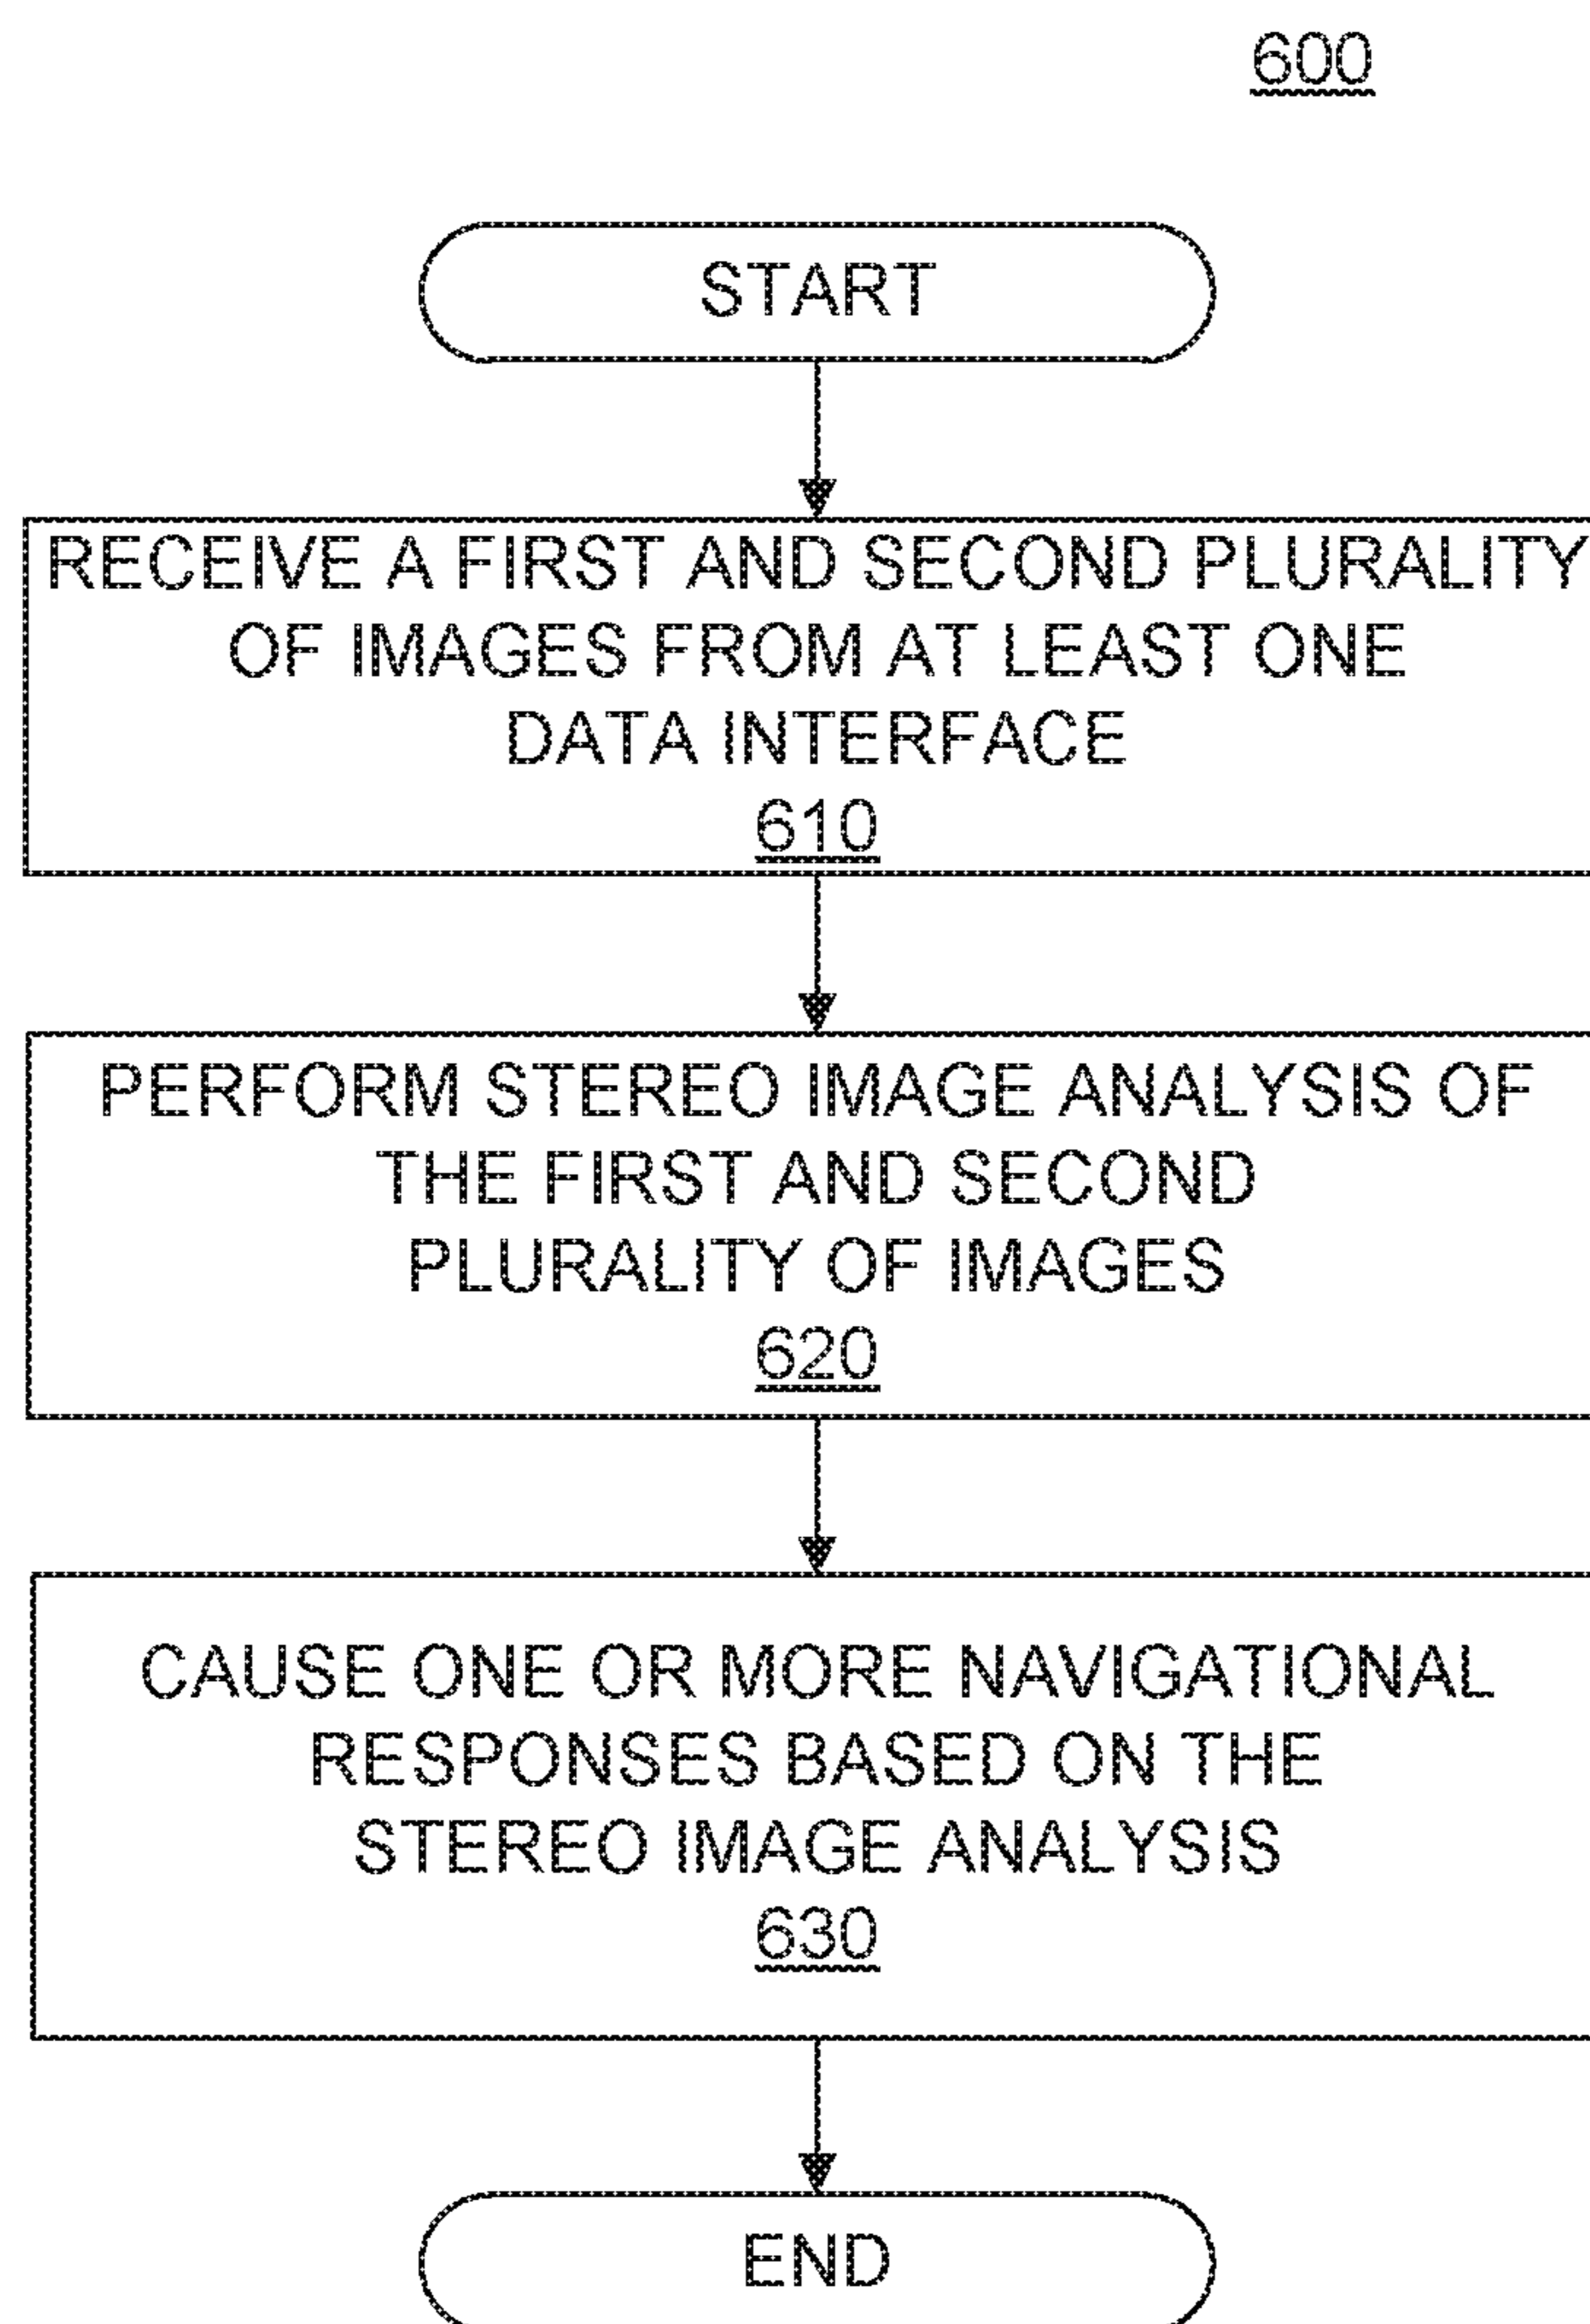 600
START
RECEIVE A FIRST AND SECOND PLURALITY
OF IMAGES FROM AT LEAST ONE
DATA INTERFACE
610
PERFORM STEREO IMAGE ANALYSIS OF
THE FIRST AND SECOND
PLURALITY OF IMAGES
620
CAUSE ONE OR MORE NAVIGATIONAL
RESPONSES BASED ON THE
STEREO IMAGE ANALYSIS
630
END